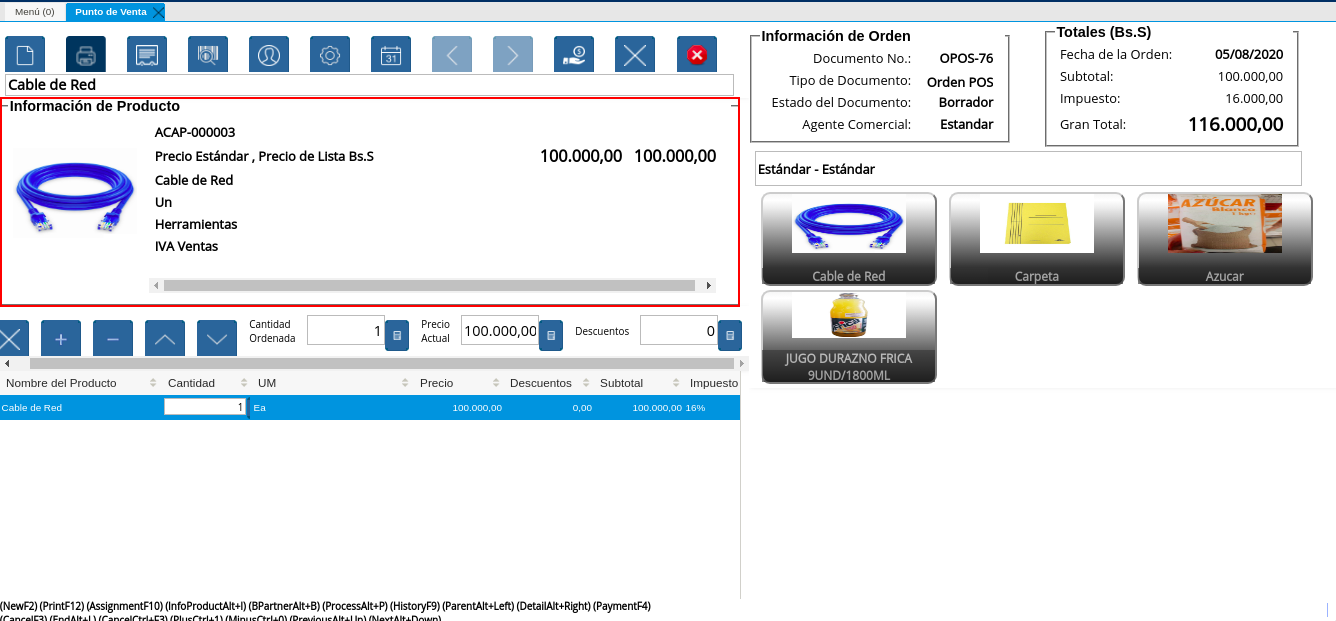 Menú (0)
Punto de Venta
31
Cable de Red
Información de Producto
ACAP-000003
Precio Estándar , Precio de Lista Bs.S 100.000,00 100.000,00
Cable de Red
Un
Herramientas
IVA Ventas
Cantidad Ordenada 1
Precio Actual 100.000,00
Descuentos 0
Nombre del Producto Cantidad UM Precio Descuentos Subtotal Impuesto
Cable de Red 1 Ea 100.000,00 0,00 100.000,00 16%
Información de Orden
Documento No.: OPOS-76
Tipo de Documento: Orden POS
Estado del Documento: Borrador
Agente Comercial: Estandar
Totales (Bs.S)
Fecha de la Orden: 05/08/2020
Subtotal: 100.000,00
Impuesto: 16.000,00
Gran Total: 116.000,00
Estándar - Estándar
Cable de Red
Carpeta
AZÚCAR
Blanco
Azucar
JUGO DURAZNO FRICA
9UND/1800ML
(NewF2) (PrintF12) (AssignmentF10) (InfoProductAlt+I) (BPartnerAlt+B) (ProcessAlt+P) (HistoryF9) (ParentAlt+Left) (DetailAlt+Right) (PaymentF4)
(CancelF3) (EndAlt+L) (CancelCtrl+F3) (PlusCtrl+1) (MinusCtrl+0) (PreviousAlt+Up) (NextAlt+Down)